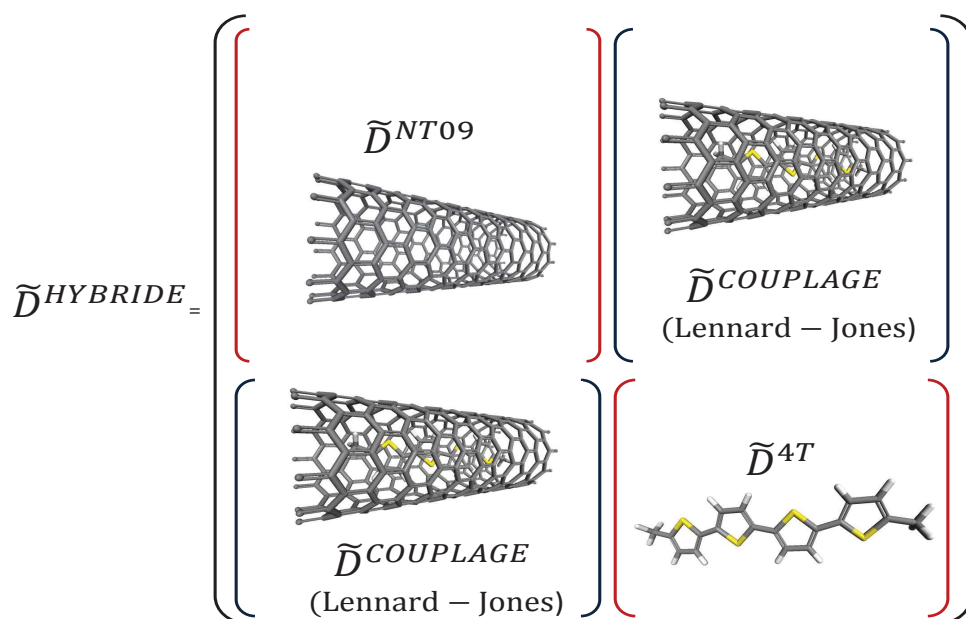 D̃^HYBRIDE =
D̃^NT09
D̃^COUPLAGE
(Lennard – Jones)
D̃^COUPLAGE
(Lennard – Jones)
D̃^4T